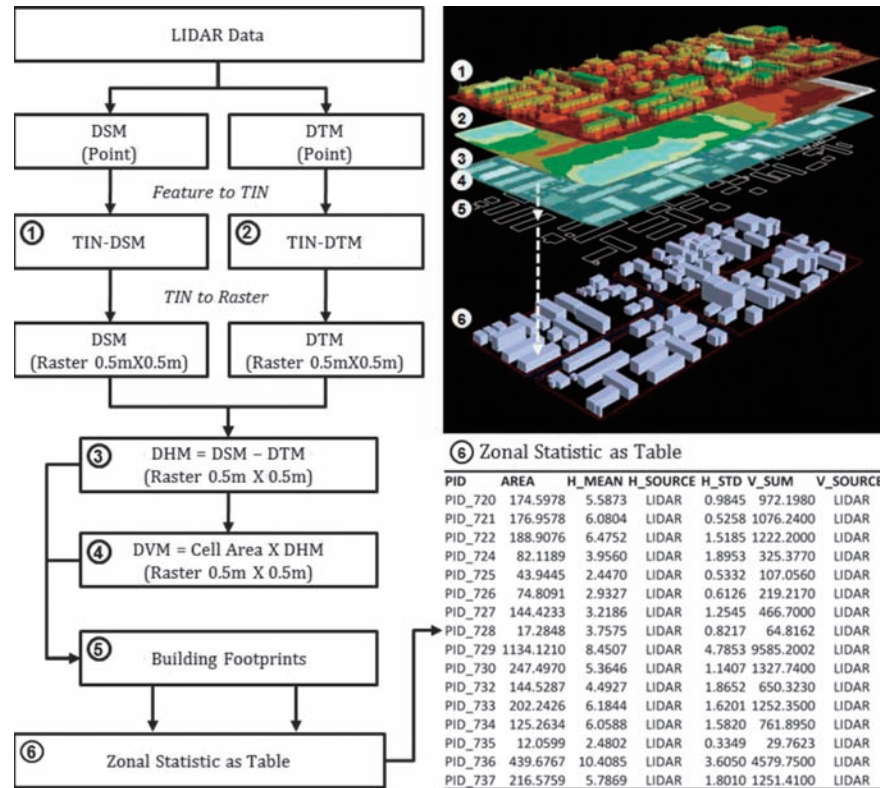 LIDAR Data
DSM
(Point)
DTM
(Point)
Feature to TIN
1
TIN-DSM
2
TIN-DTM
TIN to Raster
DSM
(Raster 0.5mX0.5m)
DTM
(Raster 0.5mX0.5m)
3
DHM = DSM – DTM
(Raster 0.5m X 0.5m)
4
DVM = Cell Area X DHM
(Raster 0.5m X 0.5m)
5
Building Footprints
6
Zonal Statistic as Table
1
2
3
4
5
6
6 Zonal Statistic as Table
PID AREA H_MEAN H_SOURCE H_STD V_SUM V_SOURCE
PID_720 174.5978 5.5873 LIDAR 0.9845 972.1980 LIDAR
PID_721 176.9578 6.0804 LIDAR 0.5258 1076.2400 LIDAR
PID_722 188.9076 6.4752 LIDAR 1.5185 1222.2000 LIDAR
PID_724 82.1189 3.9560 LIDAR 1.8953 325.3770 LIDAR
PID_725 43.9445 2.4470 LIDAR 0.5332 107.0560 LIDAR
PID_726 74.8091 2.9327 LIDAR 0.6126 219.2170 LIDAR
PID_727 144.4233 3.2186 LIDAR 1.2545 466.7000 LIDAR
PID_728 17.2848 3.7575 LIDAR 0.8217 64.8162 LIDAR
PID_729 1134.1210 8.4507 LIDAR 4.7853 9585.2002 LIDAR
PID_730 247.4970 5.3646 LIDAR 1.1407 1327.7400 LIDAR
PID_732 144.5287 4.4927 LIDAR 1.8652 650.3230 LIDAR
PID_733 202.2426 6.1844 LIDAR 1.6201 1252.3500 LIDAR
PID_734 125.2634 6.0588 LIDAR 1.5820 761.8950 LIDAR
PID_735 12.0599 2.4802 LIDAR 0.3349 29.7623 LIDAR
PID_736 439.6767 10.4085 LIDAR 3.6050 4579.7500 LIDAR
PID_737 216.5759 5.7869 LIDAR 1.8010 1251.4100 LIDAR